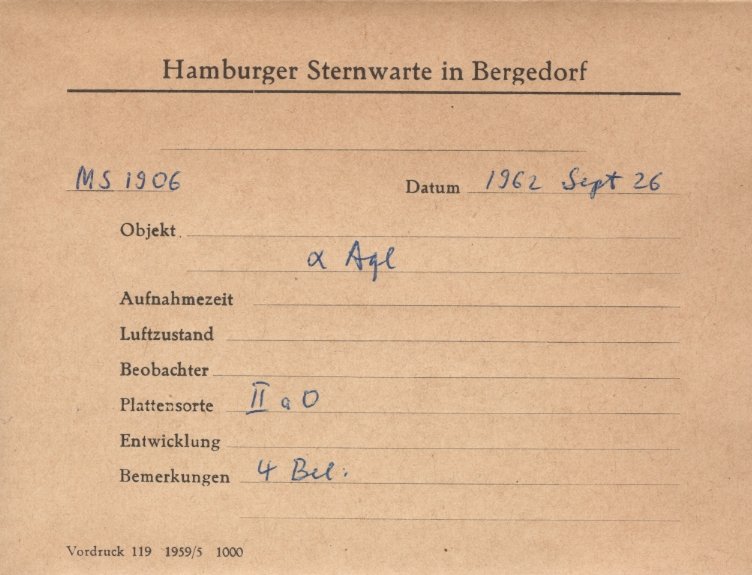 Hamburger Sternwarte in Bergedorf
MS 1906 Datum 1962 Sept 26
Objekt
α Aql
Aufnahmezeit
Luftzustand
Beobachter
Plattensorte II a O
Entwicklung
Bemerkungen 4 Bel.
Vordruck 119 1959/5 1000